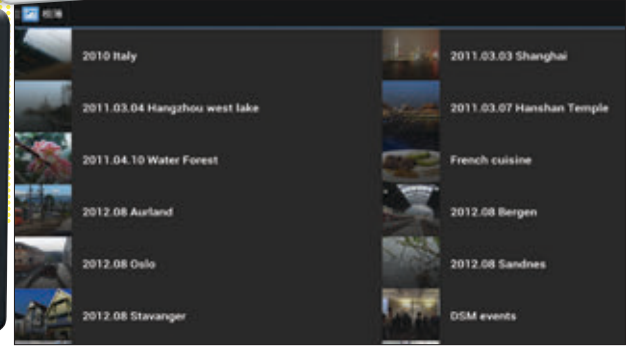 相簿
2010 Italy
2011.03.03 Shanghai
2011.03.04 Hangzhou west lake
2011.03.07 Hanshan Temple
2011.04.10 Water Forest
French cuisine
2012.08 Aurland
2012.08 Bergen
2012.08 Oslo
2012.08 Sandnes
2012.08 Stavanger
DSM events